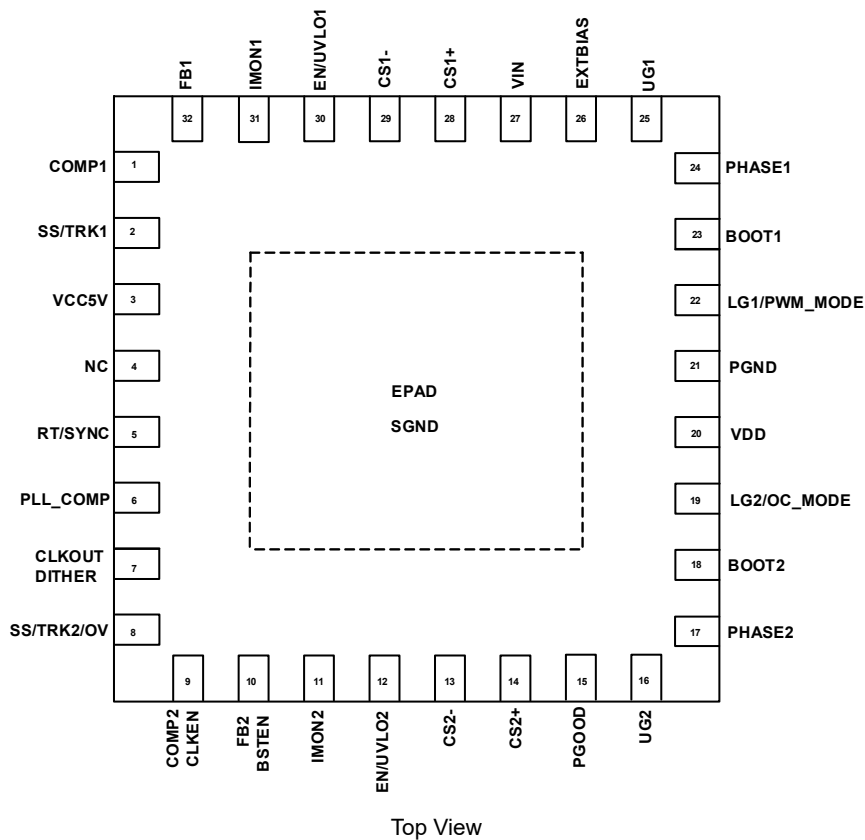 FB1
IMON1
EN/UVLO1
CS1-
CS1+
VIN
EXTBIAS
UG1
32
31
30
29
28
27
26
25
COMP1
1
SS/TRK1
2
VCC5V
3
NC
4
RT/SYNC
5
PLL_COMP
6
CLKOUT
DITHER
7
SS/TRK2/OV
8
24
PHASE1
23
BOOT1
22
LG1/PWM_MODE
21
PGND
20
VDD
19
LG2/OC_MODE
18
BOOT2
17
PHASE2
EPAD
SGND
9
10
11
12
13
14
15
16
COMP2
CLKEN
FB2
BSTEN
IMON2
EN/UVLO2
CS2-
CS2+
PGOOD
UG2
Top View